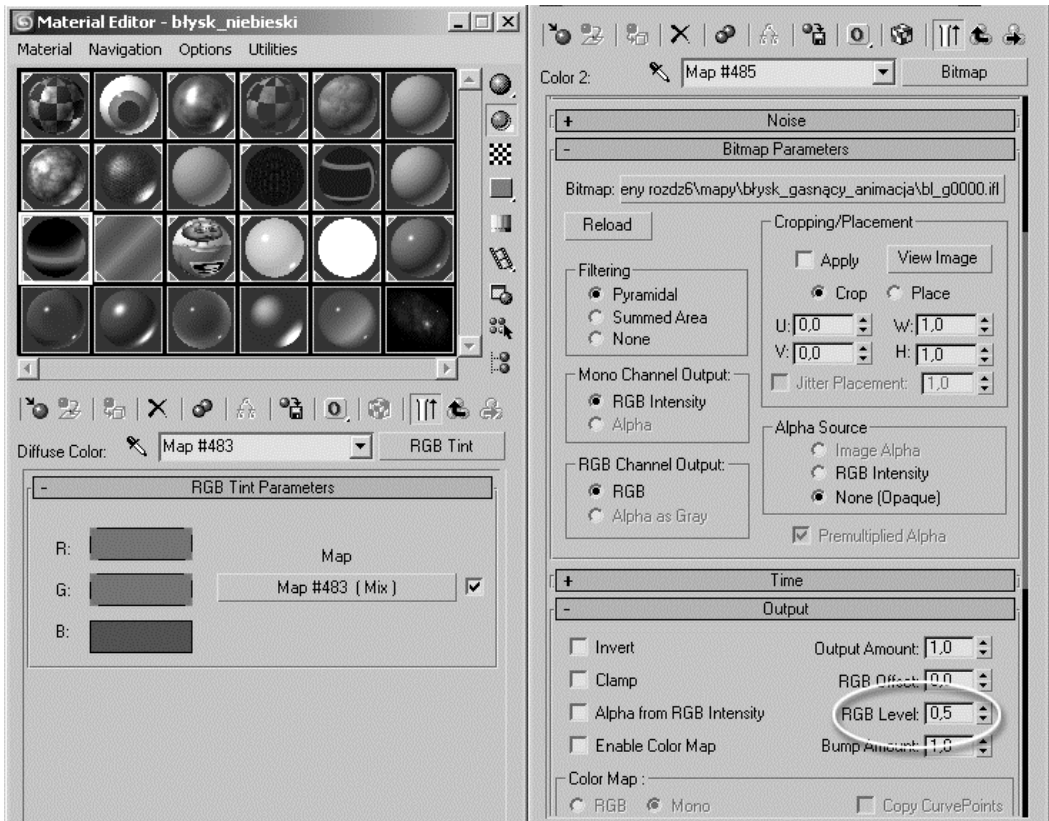 Material Editor - błysk_niebieski
Material Navigation Options Utilities
Diffuse Color: Map #483 RGB Tint
- RGB Tint Parameters
R:
G:
B:
Map
Map #483 ( Mix )
Color 2: Map #485 Bitmap
+ Noise
- Bitmap Parameters
Bitmap: eny rozdz6\mapy\błysk_gasnący_animacja\bl_g0000.ifl
Reload
Filtering
Pyramidal
Summed Area
None
Mono Channel Output:
RGB Intensity
Alpha
RGB Channel Output:
RGB
Alpha as Gray
Cropping/Placement
Apply View Image
Crop Place
U: 0,0 W: 1,0
V: 0,0 H: 1,0
Jitter Placement: 1,0
Alpha Source
Image Alpha
RGB Intensity
None (Opaque)
Premultiplied Alpha
+ Time
- Output
Invert Output Amount: 1,0
Clamp RGB Offset: 0,0
Alpha from RGB Intensity RGB Level: 0,5
Enable Color Map Bump Amount: 1,0
Color Map :
RGB Mono Copy CurvePoints